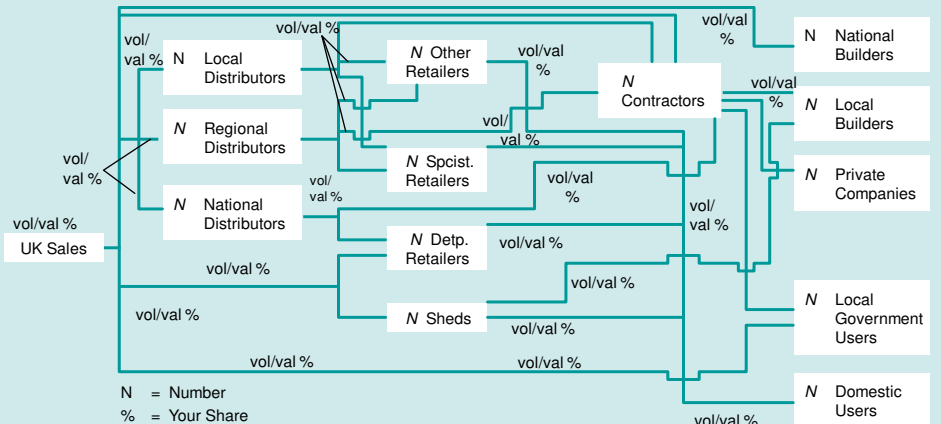 vol/val %
UK Sales
vol/
val %
vol/
val %
N Local
Distributors
N Regional
Distributors
N National
Distributors
vol/val %
vol/
val %
vol/val %
vol/val %
vol/val %
N Other
Retailers
N Spcist.
Retailers
N Detp.
Retailers
N Sheds
vol/val
%
vol/
val %
vol/val
%
vol/val %
vol/val %
vol/val %
vol/val %
N
Contractors
vol/
val %
vol/val
%
vol/val
%
vol/val %
N National
Builders
N Local
Builders
N Private
Companies
N Local
Government
Users
N Domestic
Users
N = Number
% = Your Share